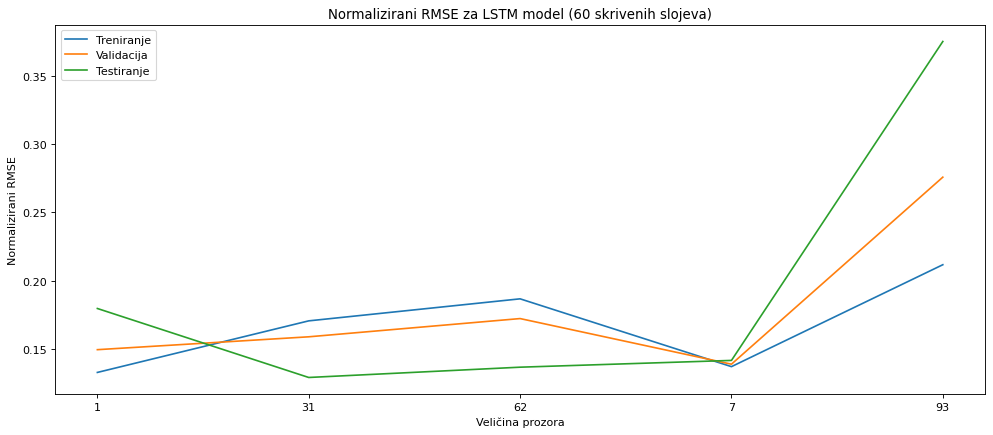 Normalizirani RMSE za LSTM model (60 skrivenih slojeva)
Treniranje
Validacija
Testiranje
Normalizirani RMSE
0.35
0.30
0.25
0.20
0.15
1 31 62 7 93
Veličina prozora